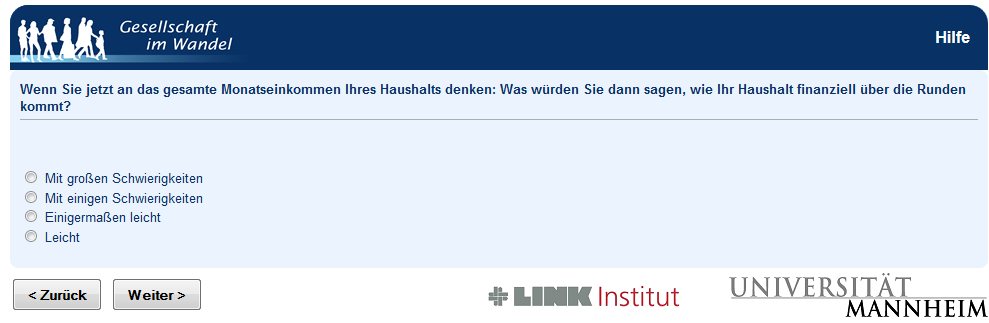 Gesellschaft
im Wandel
Hilfe
Wenn Sie jetzt an das gesamte Monatseinkommen Ihres Haushalts denken: Was würden Sie dann sagen, wie Ihr Haushalt finanziell über die Runden
kommt?
Mit großen Schwierigkeiten
Mit einigen Schwierigkeiten
Einigermaßen leicht
Leicht
< Zurück
Weiter >
LINK Institut
UNIVERSITÄT
MANNHEIM